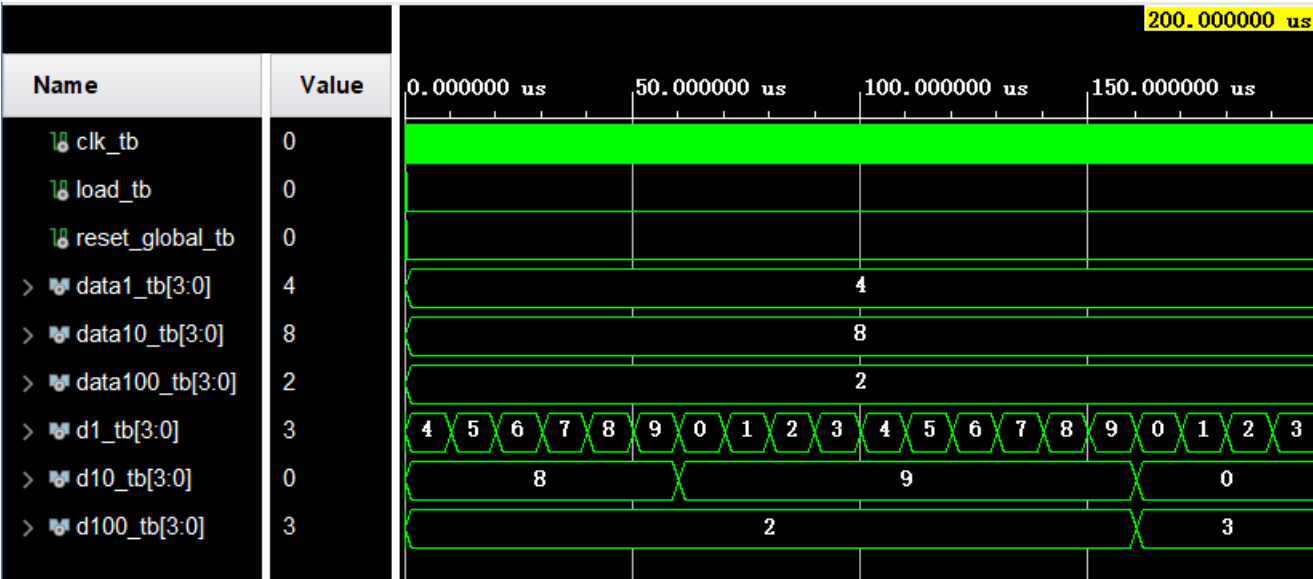 200.000000 us
Name Value 0.000000 us 50.000000 us 100.000000 us 150.000000 us
clk_tb 0
load_tb 0
reset_global_tb 0
data1_tb[3:0] 4 4
data10_tb[3:0] 8 8
data100_tb[3:0] 2 2
d1_tb[3:0] 3 4 5 6 7 8 9 0 1 2 3 4 5 6 7 8 9 0 1 2 3
d10_tb[3:0] 0 8 9 0
d100_tb[3:0] 3 2 3